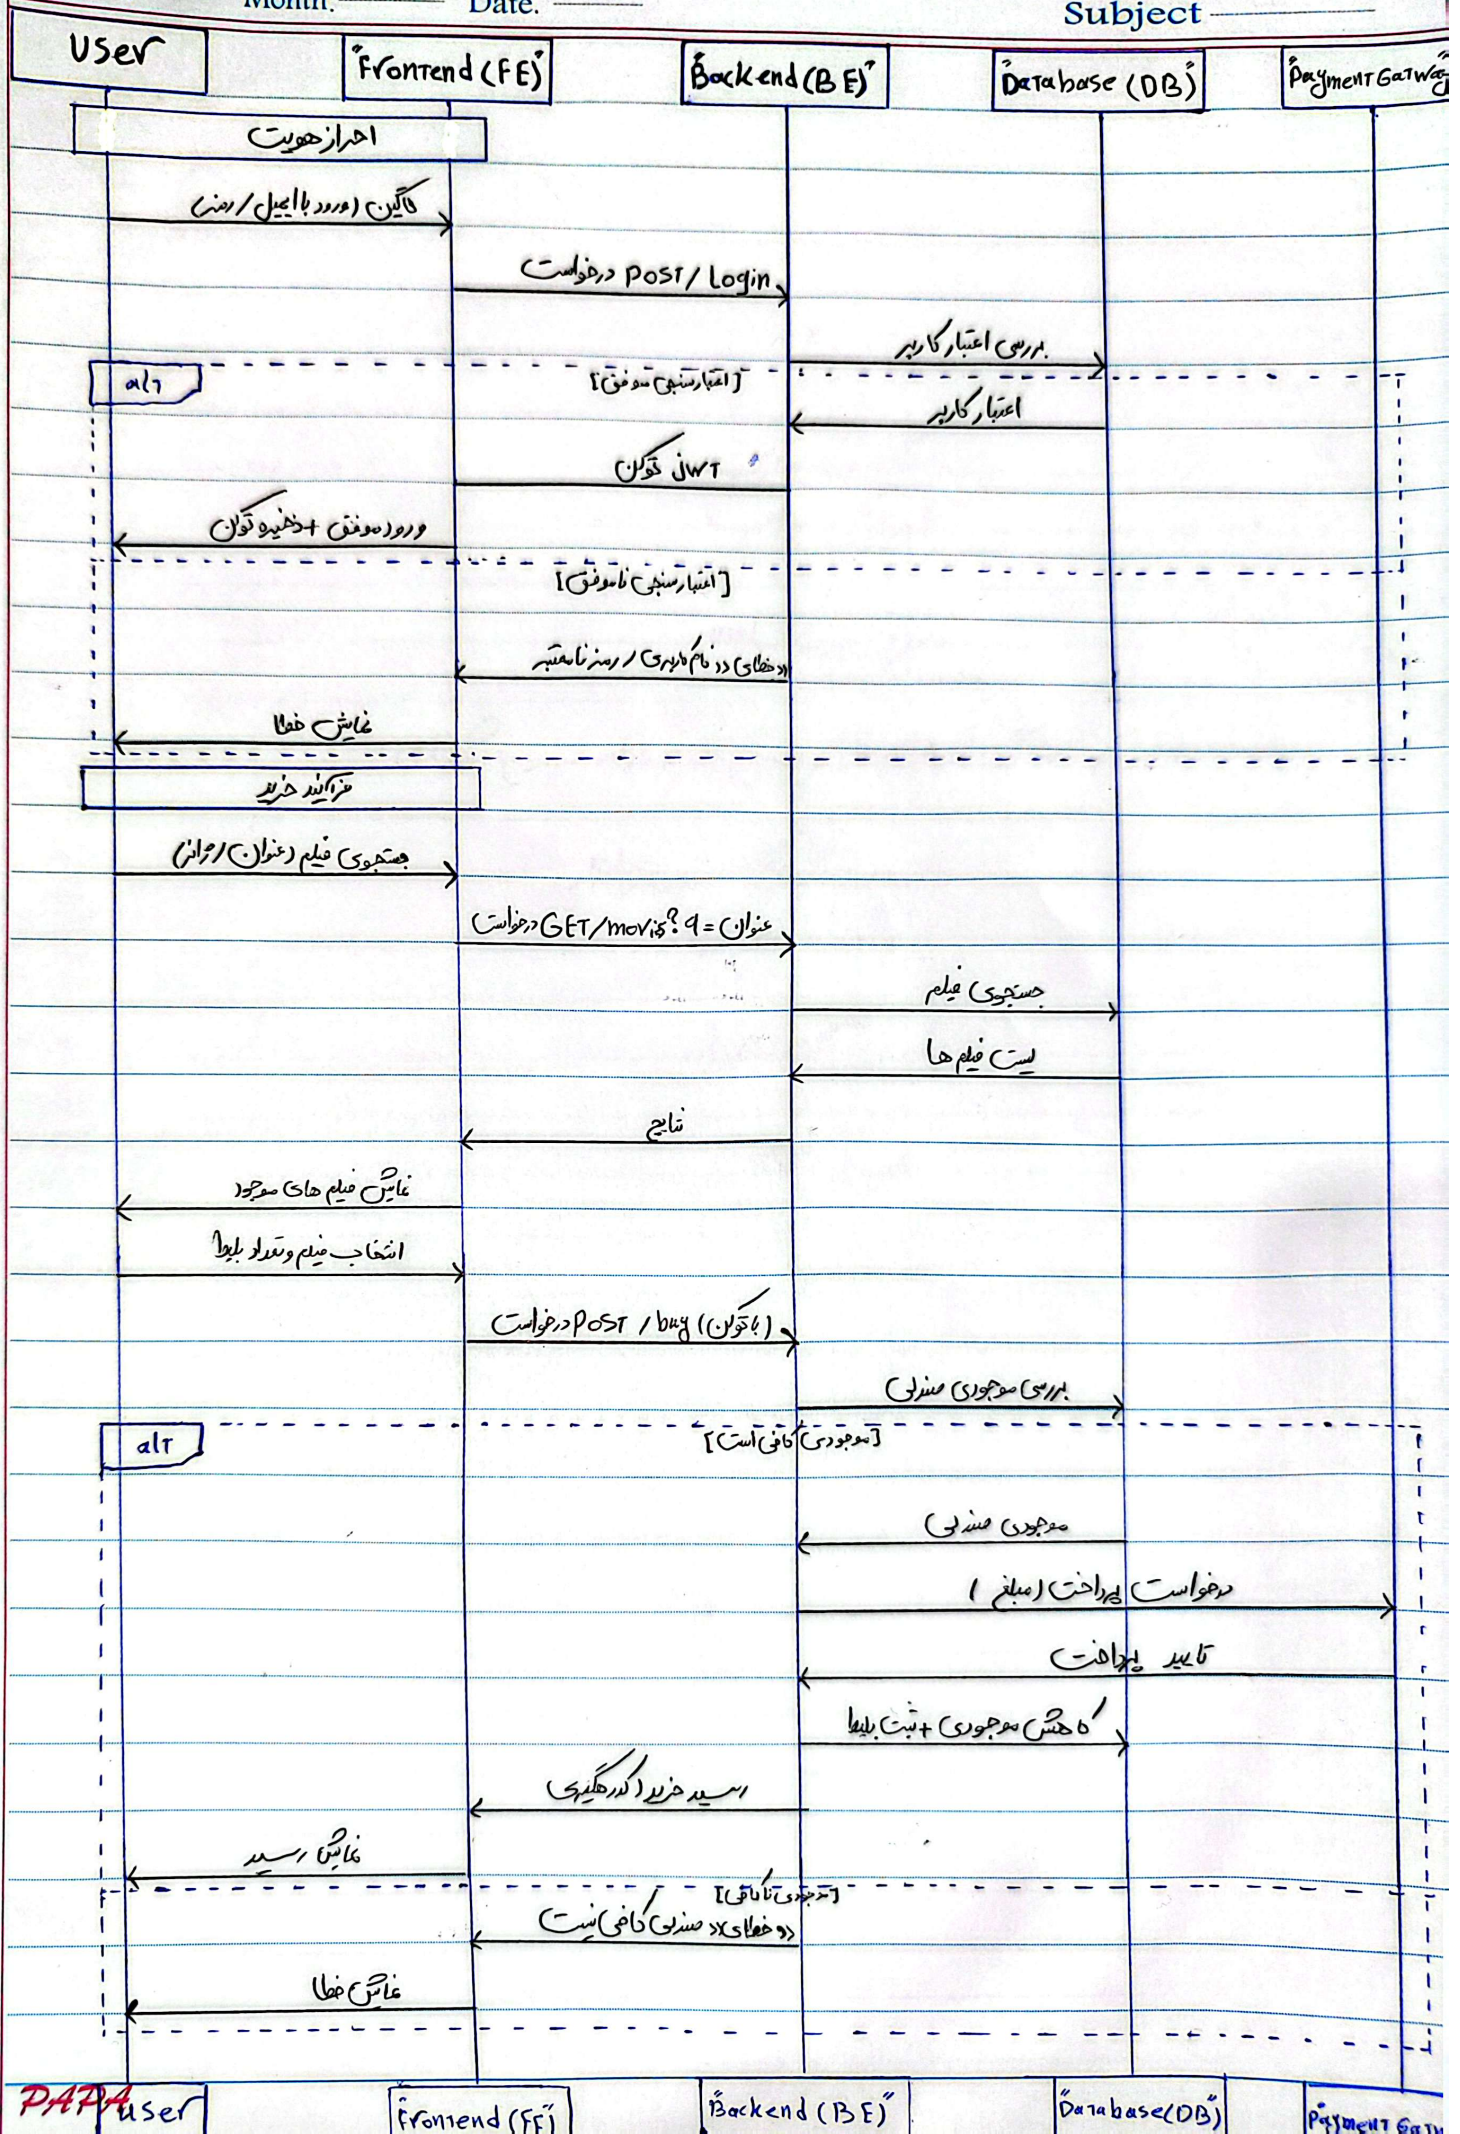 Month: Date:
Subject
User
"Frontend (FE)"
"Backend (BE)"
"Database (DB)"
"Payment Gatway
احراز هویت
لاگین (ورود با ایمیل / رمز)
درخواست POST / Login
بررسی اعتبار کاربر
alt
[اعتبارسنجی موفق]
اعتبار کاربر
توکن JWT
ورود موفق + ذخیره توکن
[اعتبارسنجی ناموفق]
خطای نام کاربری / رمز نامعتبر
نمایش خطا
فرآیند خرید
جستجوی فیلم (عنوان / ژانر)
درخواست GET/movis? q = عنوان
جستجوی فیلم
لیست فیلم ها
نتایج
نمایش فیلم های موجود
انتخاب فیلم و تعداد بلیط
درخواست POST / buy (با توکن)
بررسی موجودی صندلی
alt
[موجودی کافی است]
موجودی صندلی
درخواست پرداخت (مبلغ)
تایید پرداخت
کاهش موجودی + ثبت بلیط
رسید خرید (کد رهگیری
نمایش رسید
[موجودی ناکافی]
خطای صندلی کافی نیست
نمایش خطا
PAPA
User
"Frontend (FE)"
"Backend (BE)"
"Database (DB)"
Payment Gatw